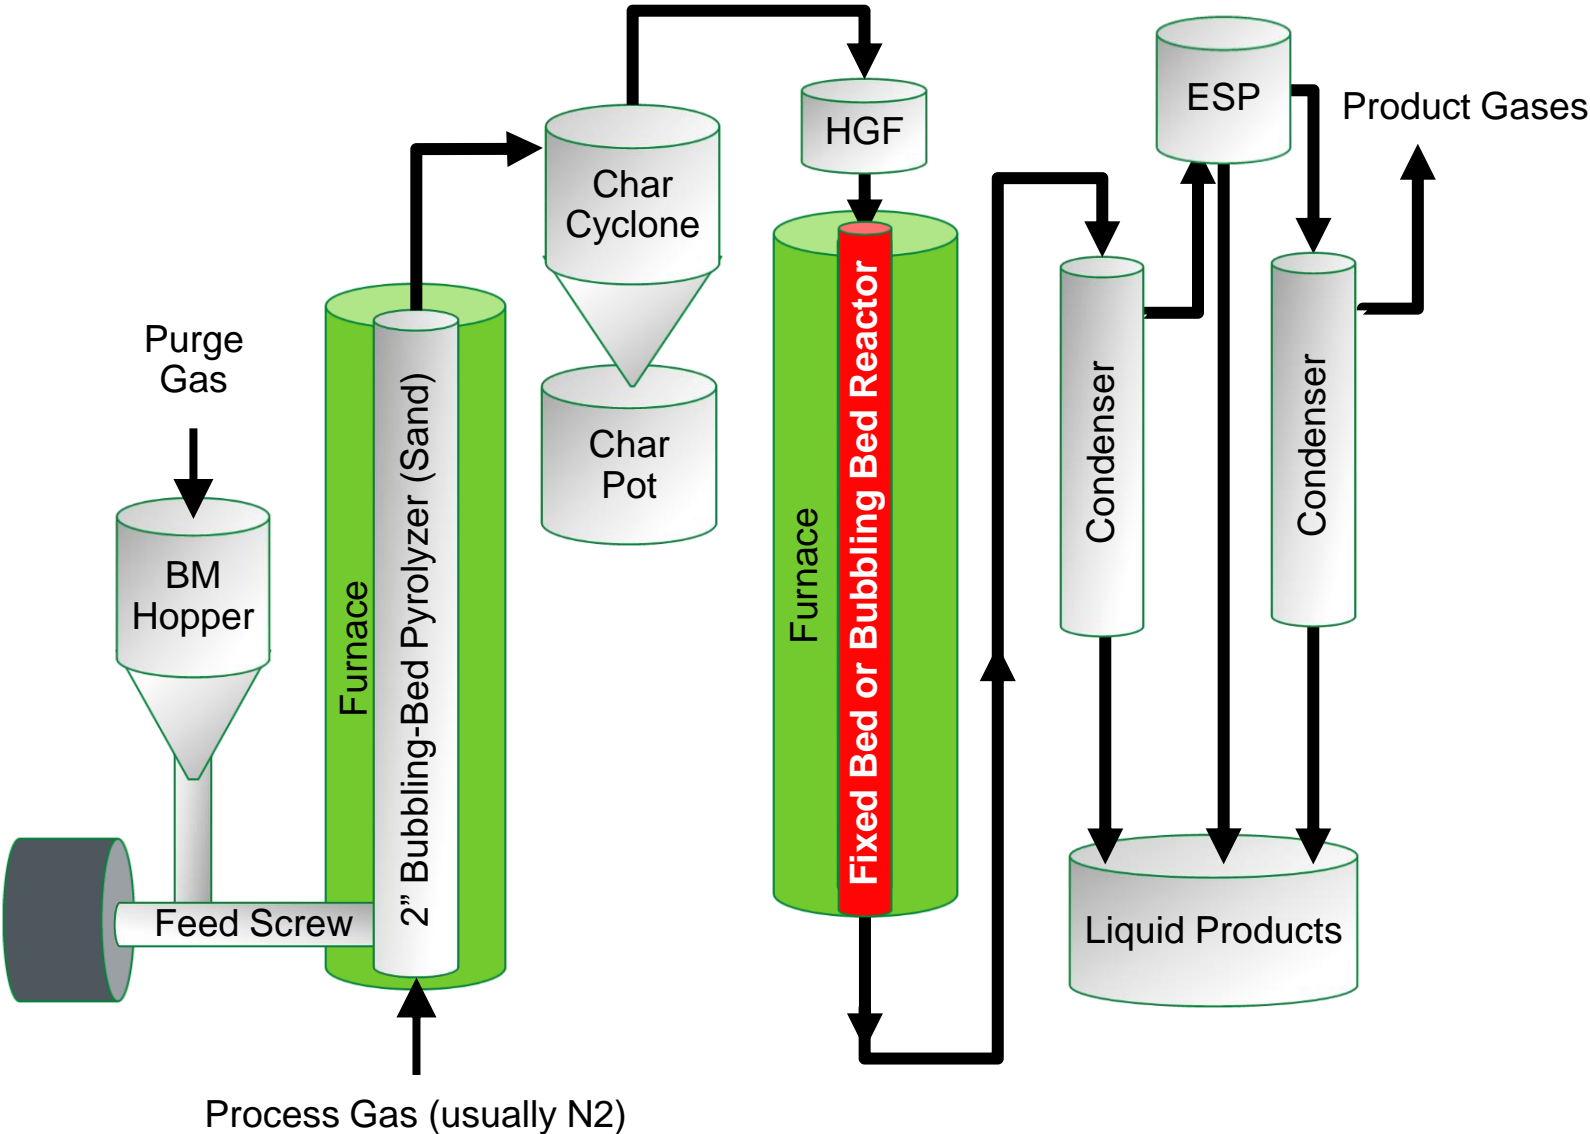 Purge
Gas
BM
Hopper
Feed Screw
Furnace
2” Bubbling-Bed Pyrolyzer (Sand)
Process Gas (usually N2)
Char
Cyclone
Char
Pot
HGF
Furnace
Fixed Bed or Bubbling Bed Reactor
Condenser
ESP
Condenser
Product Gases
Liquid Products